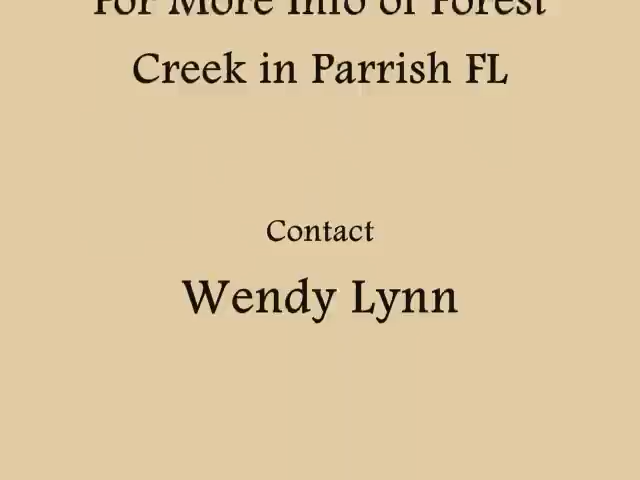 For More Info of Forest
Creek in Parrish FL
Contact
Wendy Lynn